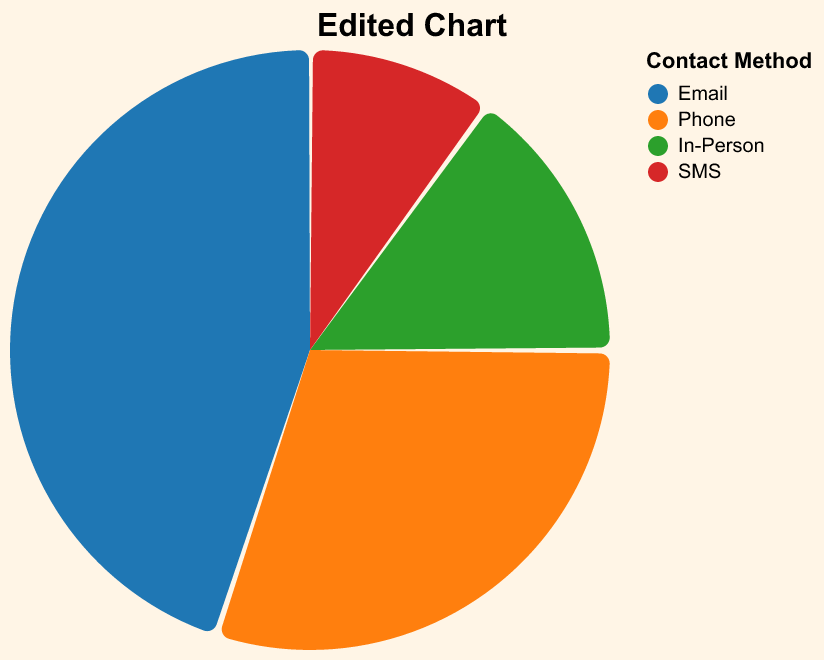 Edited Chart
Contact Method
Email
Phone
In-Person
SMS